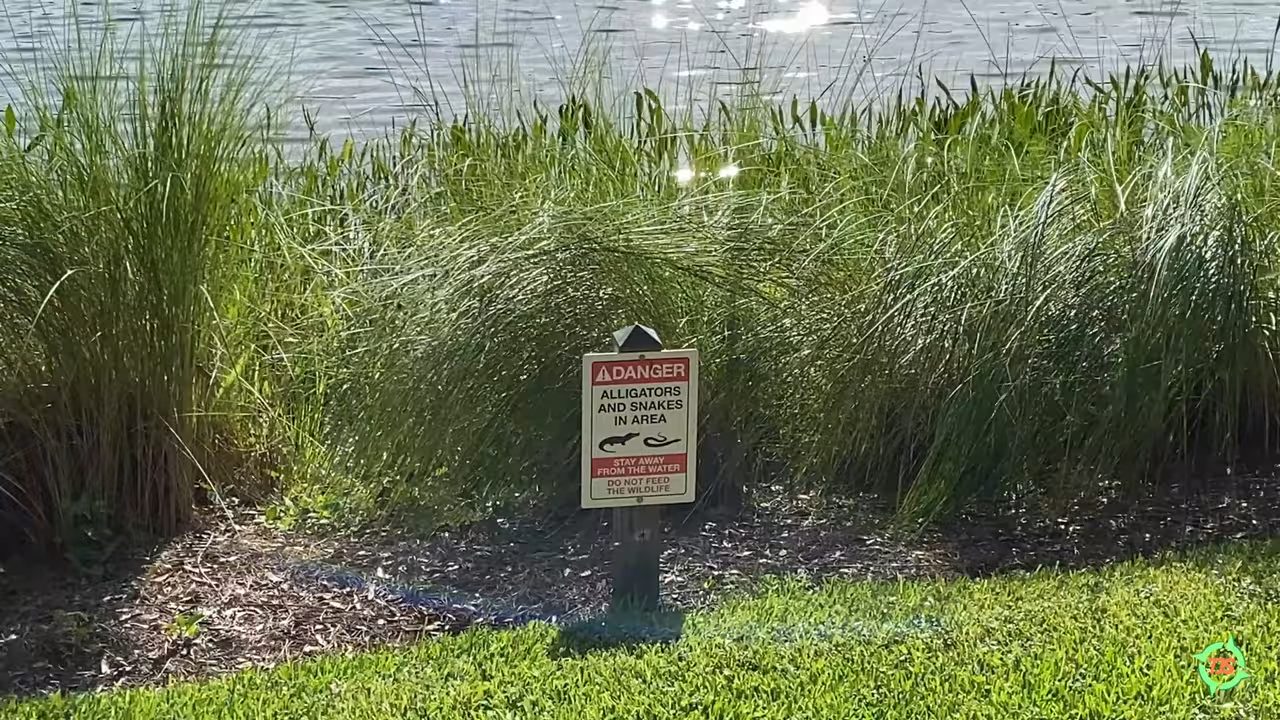 DANGER
ALLIGATORS
AND SNAKES
IN AREA
STAY AWAY
FROM THE WATER
DO NOT FEED
THE WILDLIFE